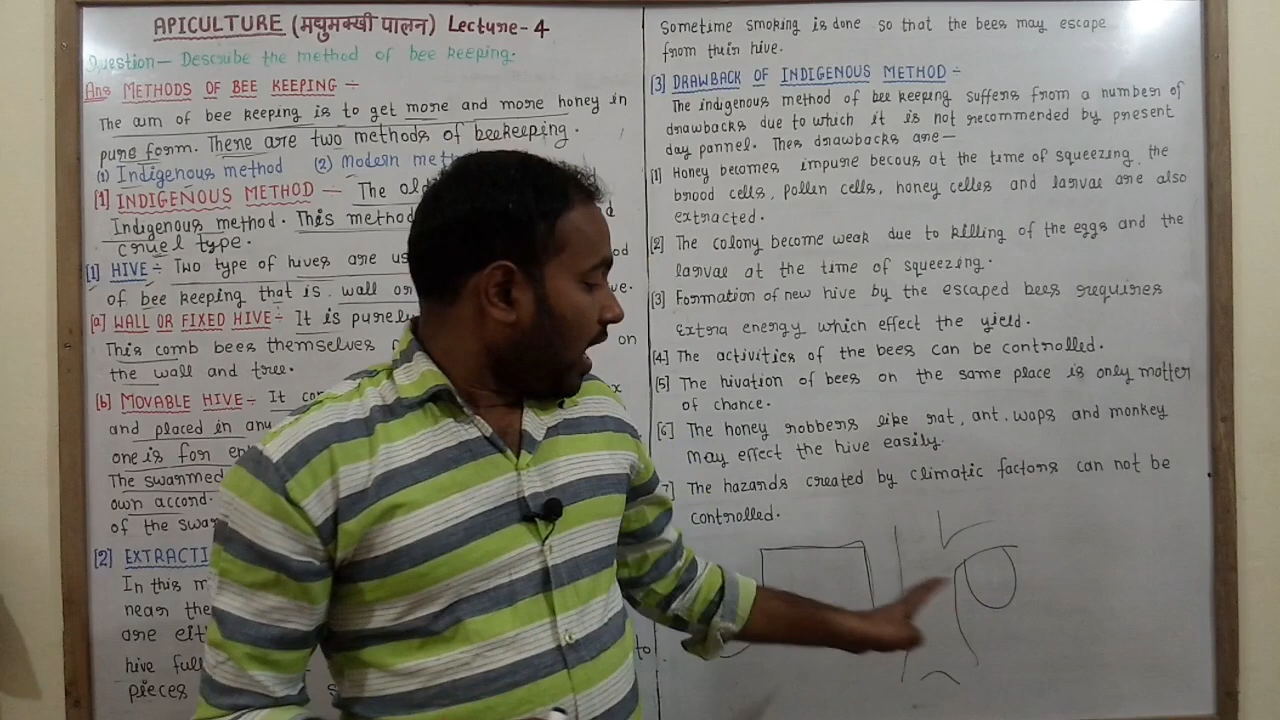 APICULTURE (मधुमक्खी पालन) Lecture-4
Question- Describe the method of bee keeping.
Ans METHODS OF BEE KEEPING ÷
The aim of bee keeping is to get more and more honey in
pure form. There are two methods of beekeeping.
(1) Indigenous method (2) Modern meth
[1] INDIGENOUS METHOD - The old
Indigenous method. This method
cruel type.
[1] HIVE ÷ Two type of hives are us
of bee keeping that is, wall or
[a] WALL OR FIXED HIVE ÷ It is purely
This comb bees themselves on
the wall and tree.
[b] MOVABLE HIVE ÷ It con
and placed in any
one is for en
The swarmed
own accord.
of the swar
[2] EXTRACTI
In this m
near the
are eit
hive full to
pieces
Sometime smoking is done so that the bees may escape
from their hive.
[3] DRAWBACK OF INDIGENOUS METHOD ÷
The indigenous method of bee keeping suffers from a number of
drawbacks due to which it is not recommended by present
day pannel. Thes drawbacks are-
[1] Honey becomes impure becous at the time of squeezing, the
brood cells, pollen cells, honey celles and larvae are also
extracted.
[2] The colony become weak due to killing of the eggs and the
larvae at the time of squeezing.
[3] Formation of new hive by the escaped bees requires
Extra energy which effect the yield.
[4] The activities of the bees can be controlled.
[5] The hivation of bees on the same place is only matter
of chance.
[6] The honey robbers like rat, ant, waps and monkey
may effect the hive easily.
7] The hazards created by climatic factors can not be
controlled.